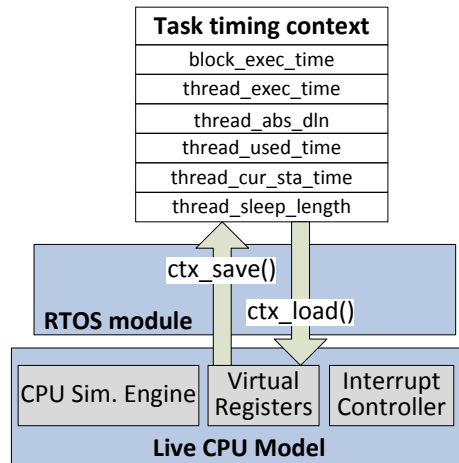 Task timing context
block_exec_time
thread_exec_time
thread_abs_dln
thread_used_time
thread_cur_sta_time
thread_sleep_length
ctx_save()
ctx_load()
RTOS module
CPU Sim. Engine
Virtual
Registers
Interrupt
Controller
Live CPU Model